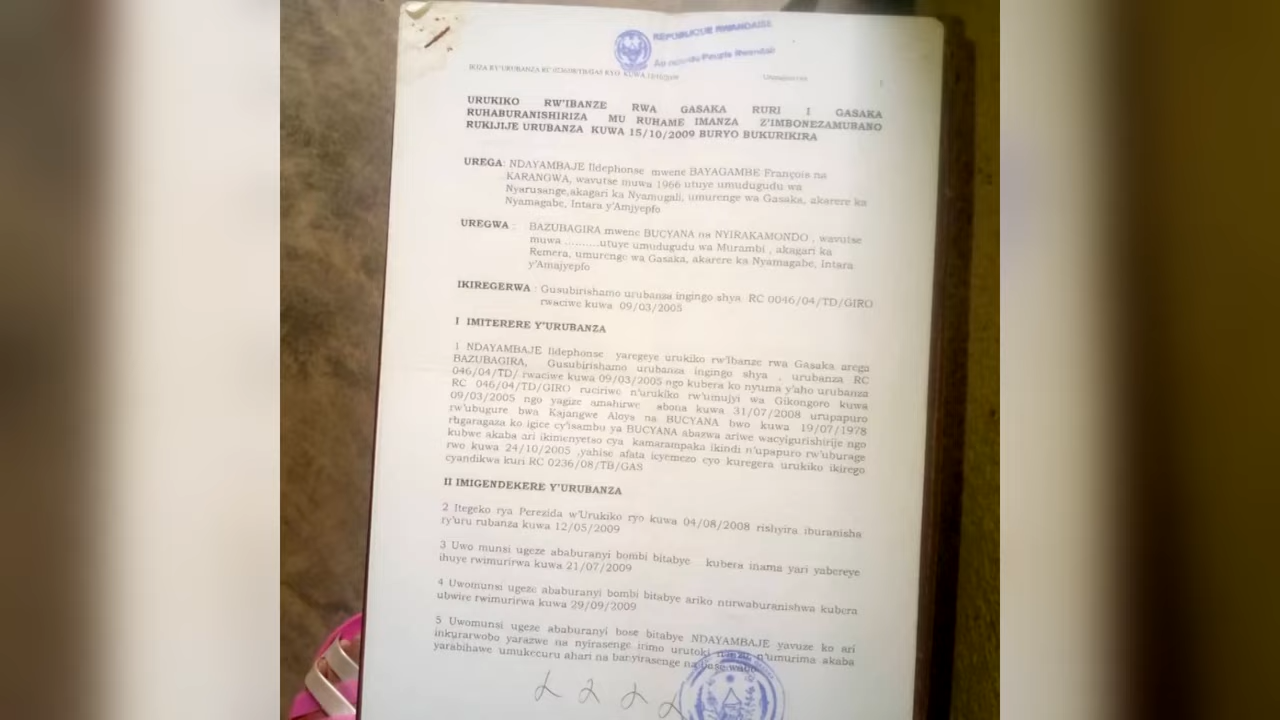 REPUBLIQUE RWANDAISE
IKIZA RY'URUBANZA RC KUWA 15/10/2009
1
URUKIKO RW'IBANZE RWA GASAKA RURI I GASAKA
RUHABURANISHIRIZA MU RUHAME IMANZA Z'IMBONEZAMUBANO
RUKIJIJE URUBANZA KUWA 15/10/2009 BURYO BUKURIKIRA
UREGA: NDAYAMBAJE Ildephonse mwene BAYAGAMBE François na
KARANGWA, wavutse muwa 1966 utuye umudugudu wa
Nyarusange,akagari ka Nyamugali, umurenge wa Gasaka, akarere ka
Nyamagabe, Intara y'Amjyepfo
UREGWA : BAZUBAGIRA mwene BUCYANA na NYIRAKAMONDO , wavutse
muwa ..........utuye umudugudu wa Murambi , akagari ka
Remera, umurenge wa Gasaka, akarere ka Nyamagabe, Intara
y'Amajyepfo
IKIREGERWA : Gusubirishamo urubanza ingingo shya RC 0046/04/TD/GIRO
rwaciwe kuwa 09/03/2005
I IMITERERE Y'URUBANZA
1 NDAYAMBAJE Ildephonse yaregeye urukiko rw'Ibanze rwa Gasaka arega
BAZUBAGIRA, Gusubirishamo urubanza ingingo shya , urubanza RC
046/04/TD/ rwaciwe kuwa 09/03/2005 ngo kubera ko nyuma y'aho urubanza
RC 046/04/TD/GIRO ruciriwe n'urukiko rw'umujyi wa Gikongoro kuwa
09/03/2005 ngo yagize amahirwe abona kuwa 31/07/2008 urupapuro
rw'ubugure bwa Kajangwe Aloys na BUCYANA bwo kuwa 19/07/1978
rugaragaza ko igice cy'isambu ya BUCYANA abazwa ariwe wacyigurishirije ngo
kubwe akaba ari ikimenyetso cya kamarampaka ikindi n'upapuro rw'uburage
rwo kuwa 24/10/2005 ,yahise afata icyemezo cyo kuregera urukiko ikirego
cyandikwa kuri RC 0236/08/TB/GAS
II IMIGENDEKERE Y'URUBANZA
2 Itegeko rya Perezida w'Urukiko ryo kuwa 04/08/2008 rishyira iburanisha
ry'uru rubanza kuwa 12/05/2009
3 Uwo munsi ugeze ababuranyi bombi bitabye kubera inama yari yabereye
ihuye rwimurirwa kuwa 21/07/2009
4 Uwomunsi ugeze ababuranyi bombi bitabye ariko ntirwaburanishwa kubera
ubwire rwimurirwa kuwa 29/09/2009
5 Uwomunsi ugeze ababuranyi bose bitabye NDAYAMBAJE yavuze ko ari
inkurarwobo yarazwe na nyirasenge irimo urutoki n'umurima akaba
yarabihawe umukecuru ahari na banyirasenge na bose